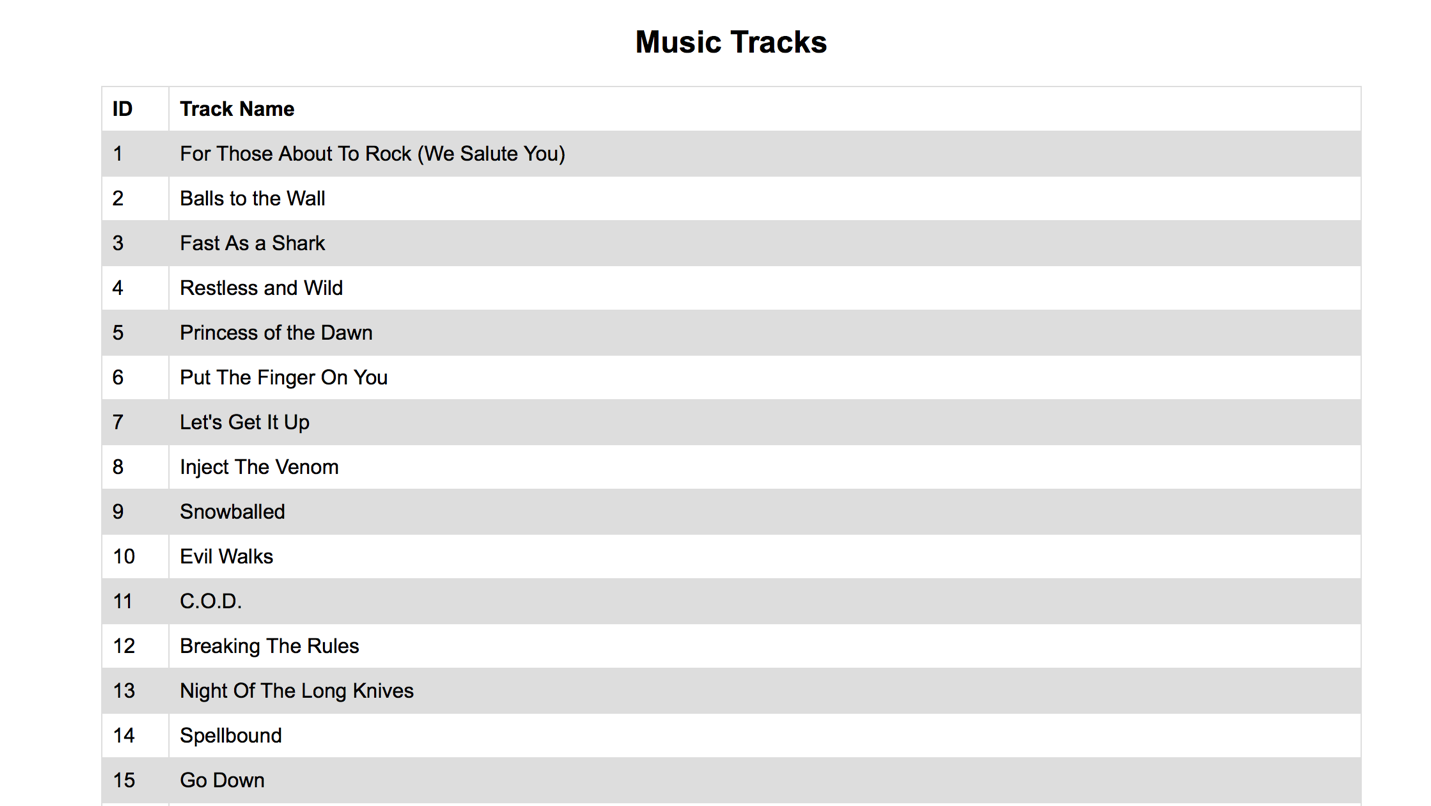 Music Tracks
ID Track Name
1 For Those About To Rock (We Salute You)
2 Balls to the Wall
3 Fast As a Shark
4 Restless and Wild
5 Princess of the Dawn
6 Put The Finger On You
7 Let's Get It Up
8 Inject The Venom
9 Snowballed
10 Evil Walks
11 C.O.D.
12 Breaking The Rules
13 Night Of The Long Knives
14 Spellbound
15 Go Down